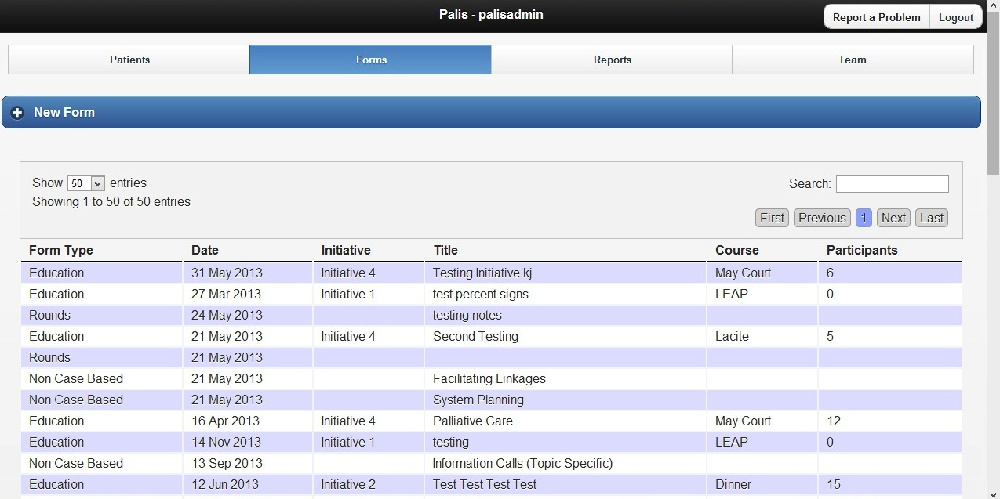 Palis - palisadmin
Report a Problem Logout
Patients Forms Reports Team
New Form
Show 50 entries Search:
Showing 1 to 50 of 50 entries
First Previous 1 Next Last
Form Type Date Initiative Title Course Participants
Education 31 May 2013 Initiative 4 Testing Initiative kj May Court 6
Education 27 Mar 2013 Initiative 1 test percent signs LEAP 0
Rounds 24 May 2013 testing notes
Education 21 May 2013 Initiative 4 Second Testing Lacite 5
Rounds 21 May 2013
Non Case Based 21 May 2013 Facilitating Linkages
Non Case Based 21 May 2013 System Planning
Education 16 Apr 2013 Initiative 4 Palliative Care May Court 12
Education 14 Nov 2013 Initiative 1 testing LEAP 0
Non Case Based 13 Sep 2013 Information Calls (Topic Specific)
Education 12 Jun 2013 Initiative 2 Test Test Test Test Dinner 15